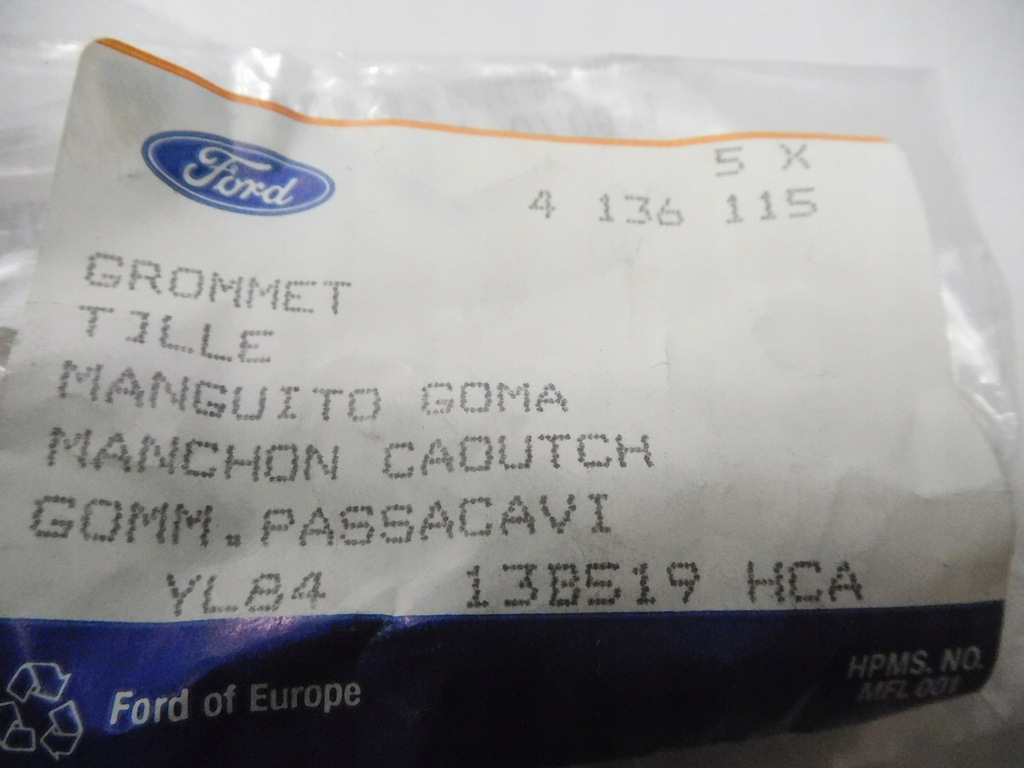 Ford
5 X
4 136 115
GROMMET
TILLE
MANGUITO GOMA
MANCHON CAOUTCH
GOMM.PASSACAVI
YL84 13B519 HCA
Ford of Europe
HPMS. NO.
MFL 001